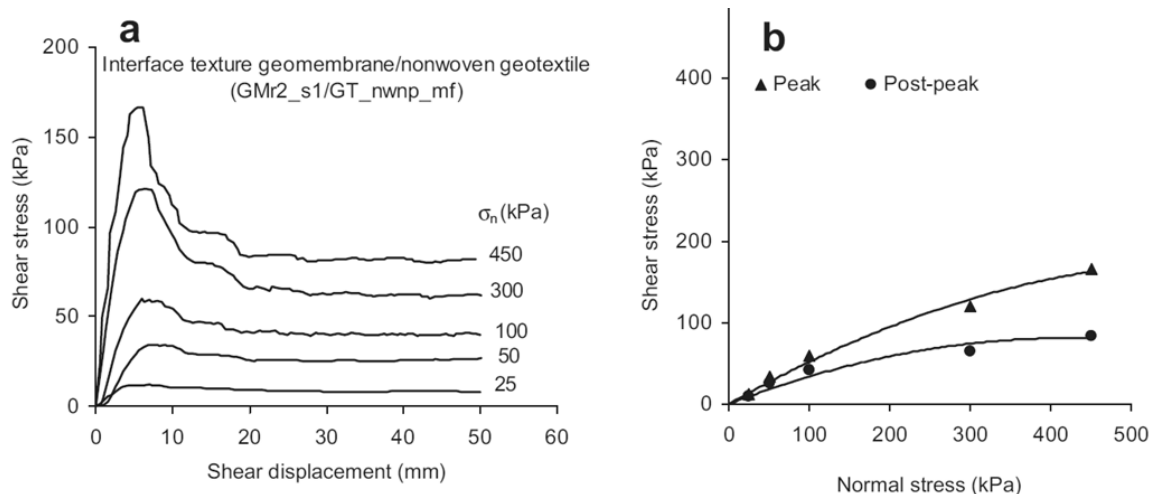 a
Interface texture geomembrane/nonwoven geotextile
(GMr2_s1/GT_nwnp_mf)
Shear stress (kPa)
200
150
100
50
0
σn (kPa)
450
300
100
50
25
0 10 20 30 40 50 60
Shear displacement (mm)
b
Peak Post-peak
Shear stress (kPa)
400
300
200
100
0
0 100 200 300 400 500
Normal stress (kPa)